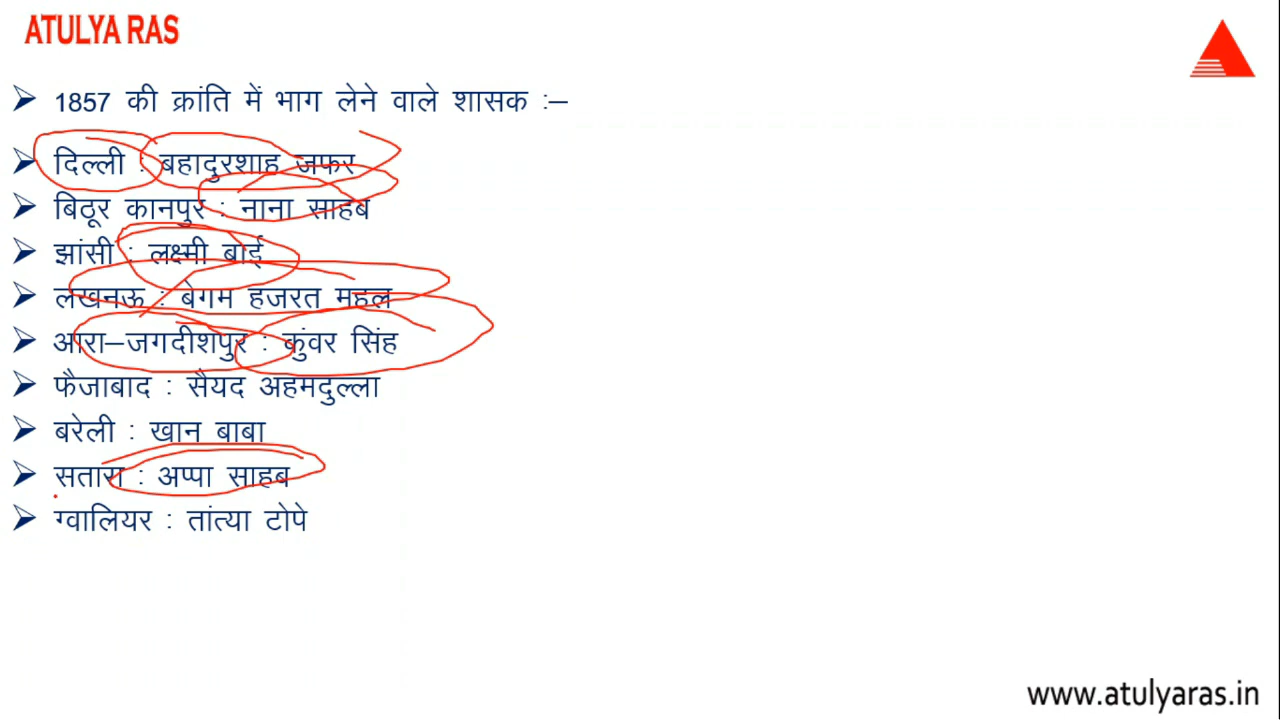 ATULYA RAS
1857 की क्रांति में भाग लेने वाले शासक :–
दिल्ली : बहादुरशाह जफर
बिठूर कानपुर : नाना साहब
झांसी : लक्ष्मी बाई
लखनऊ : बेगम हजरत महल
आरा–जगदीशपुर : कुंवर सिंह
फैजाबाद : सैयद अहमदुल्ला
बरेली : खान बाबा
सतारा : अप्पा साहब
ग्वालियर : तांत्या टोपे
www.atulyaras.in